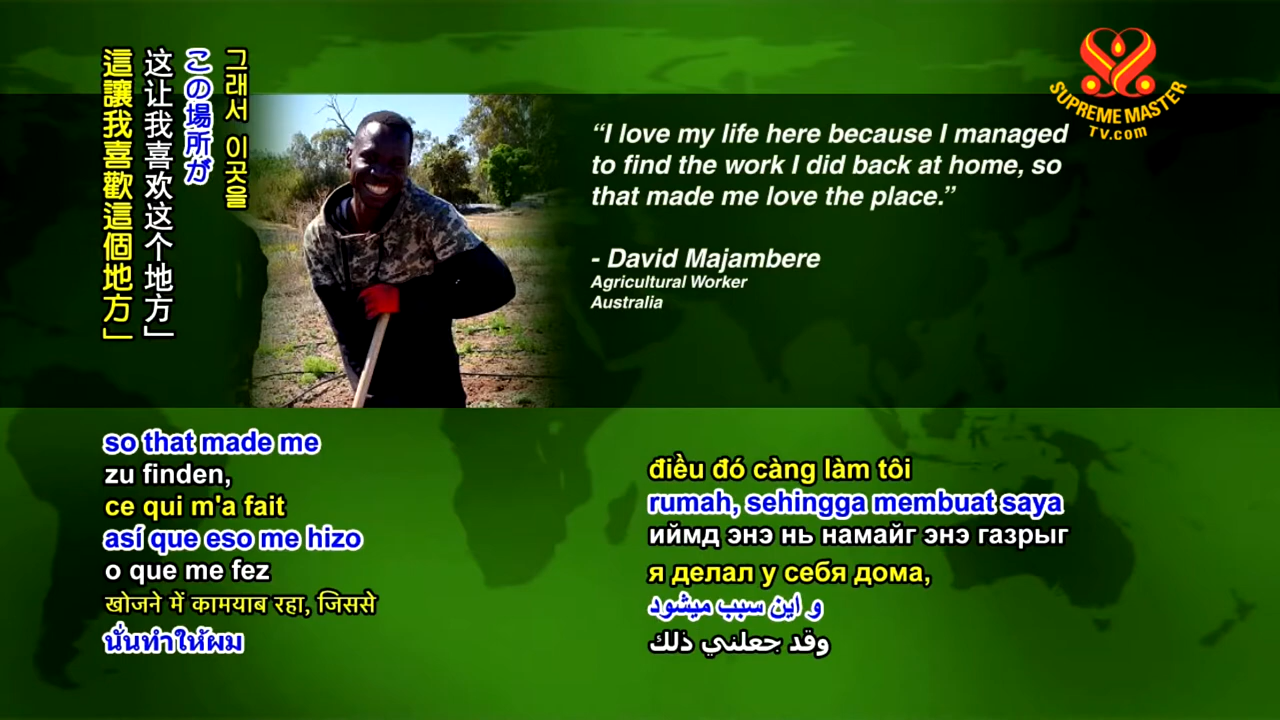 這讓我喜歡這個地方」
这让我喜欢这个地方」
この場所が
그래서 이곳을
SUPREME MASTER
TV.com
“I love my life here because I managed
to find the work I did back at home, so
that made me love the place.”
- David Majambere
Agricultural Worker
Australia
so that made me
zu finden,
ce qui m'a fait
así que eso me hizo
o que me fez
खोजने में कामयाब रहा, जिससे
นั่นทำให้ผม
điều đó càng làm tôi
rumah, sehingga membuat saya
иймд энэ нь намайг энэ газрыг
я делал у себя дома,
و این سبب میشود
وقد جعلني ذلك